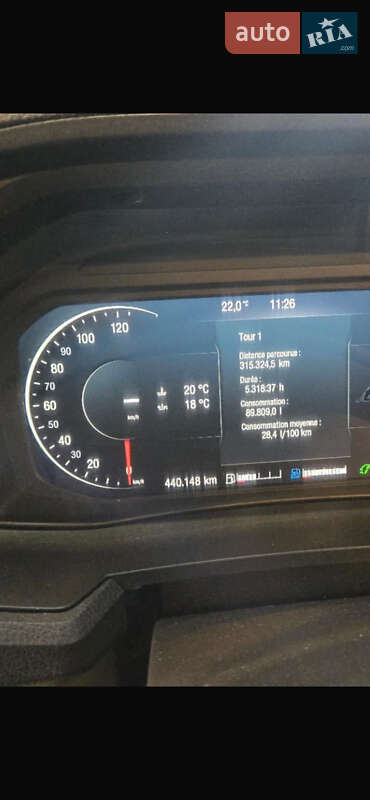 auto RIA.com
22,0 °F 11:26
Tour 1
Distance parcourue :
315.324,5 km
Durée :
5.318:37 h
Consommation :
89.809,0 l
Consommation moyenne :
28,4 l/100 km
120
100
90
80
70
60
50
40
30
20
0
km/h
km/h
20 °C
18 °C
440.148 km